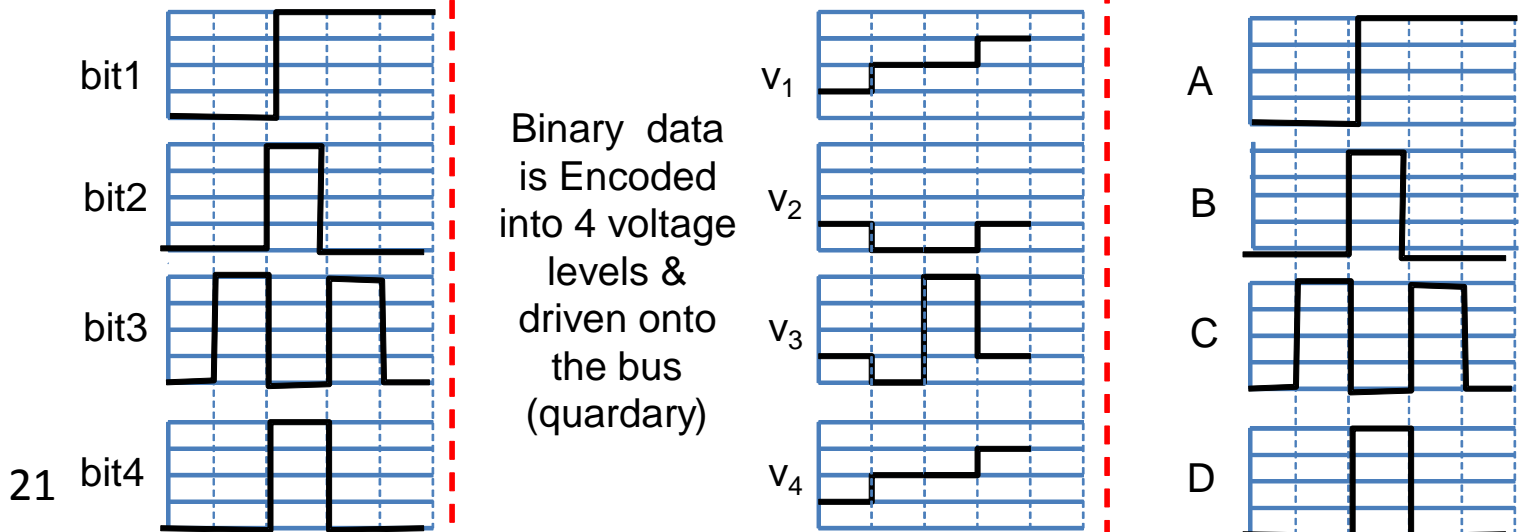 bit1
bit2
bit3
bit4
21
Binary data
is Encoded
into 4 voltage
levels &
driven onto
the bus
(quardary)
v₁
v₂
v₃
v₄
A
B
C
D